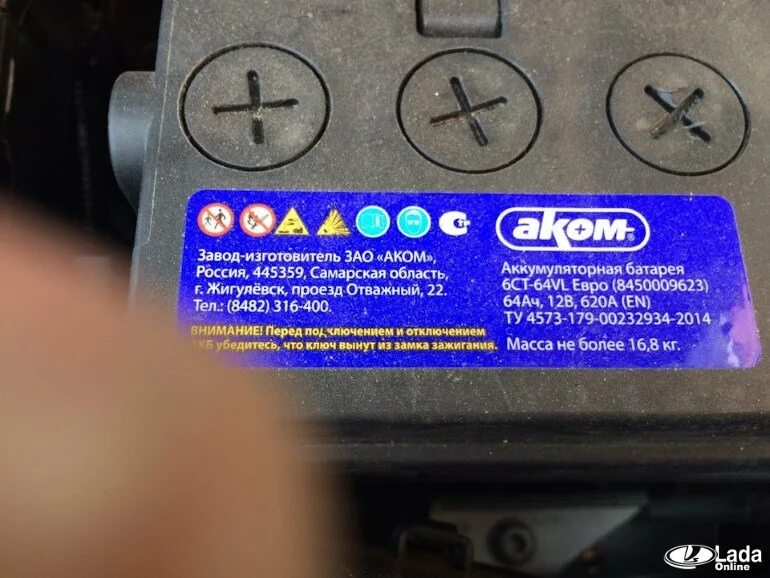 Завод-изготовитель ЗАО «АКОМ»,
Россия, 445359, Самарская область,
г. Жигулёвск, проезд Отважный, 22.
Тел.: (8482) 316-400.
ВНИМАНИЕ! Перед подключением и отключением
АКБ убедитесь, что ключ вынут из замка зажигания.
аком
Аккумуляторная батарея
6СТ-64VL Евро (8450009623)
64Ач, 12В, 620А (EN)
ТУ 4573-179-00232934-2014
Масса не более 16,8 кг.
Lada
Online